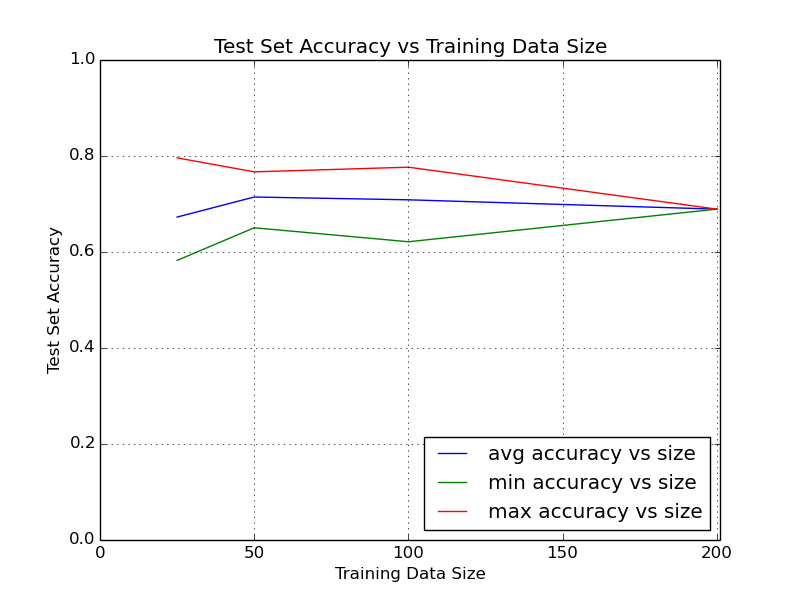 Test Set Accuracy vs Training Data Size
1.0
0.8
0.6
0.4
0.2
0.0
Test Set Accuracy
avg accuracy vs size
min accuracy vs size
max accuracy vs size
0 50 100 150 200
Training Data Size